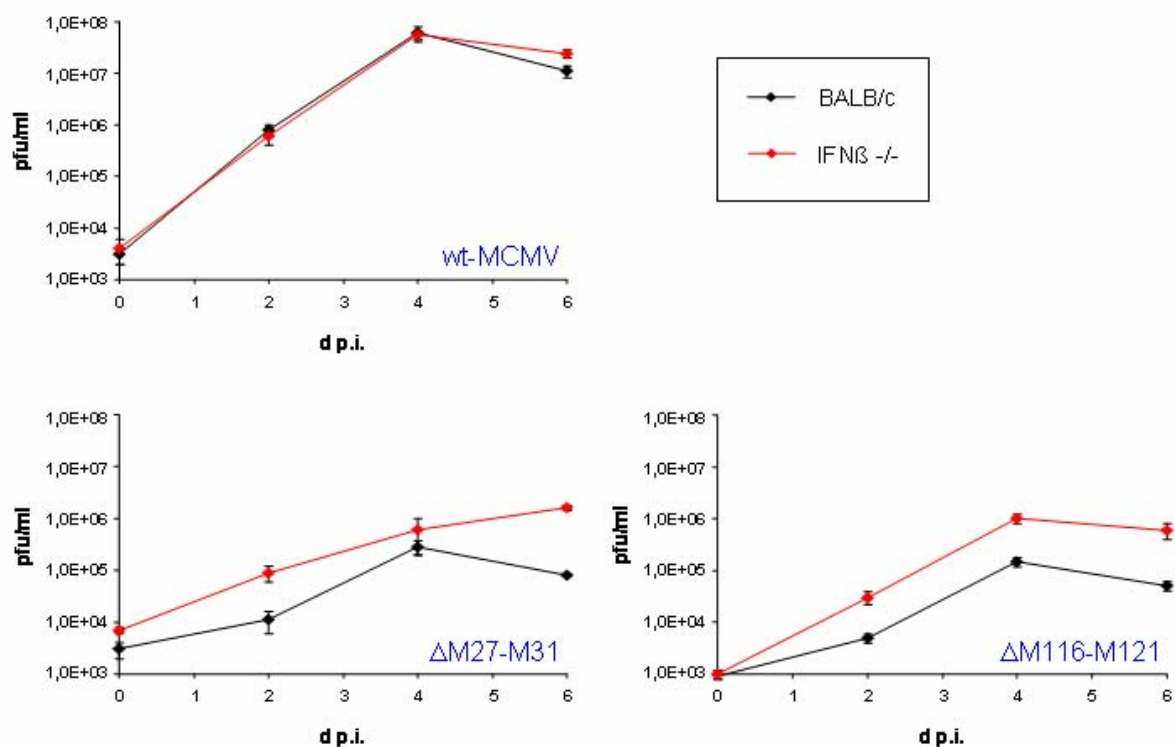 1,0E+08
1,0E+07
1,0E+06
1,0E+05
1,0E+04
1,0E+03
pfu/ml
0 1 2 3 4 5 6
d p.i.
wt-MCMV
BALB/c
IFNß -/-
1,0E+08
1,0E+07
1,0E+06
1,0E+05
1,0E+04
1,0E+03
pfu/ml
0 1 2 3 4 5 6
d p.i.
ΔM27-M31
1,0E+08
1,0E+07
1,0E+06
1,0E+05
1,0E+04
1,0E+03
pfu/ml
0 1 2 3 4 5 6
d p.i.
ΔM116-M121